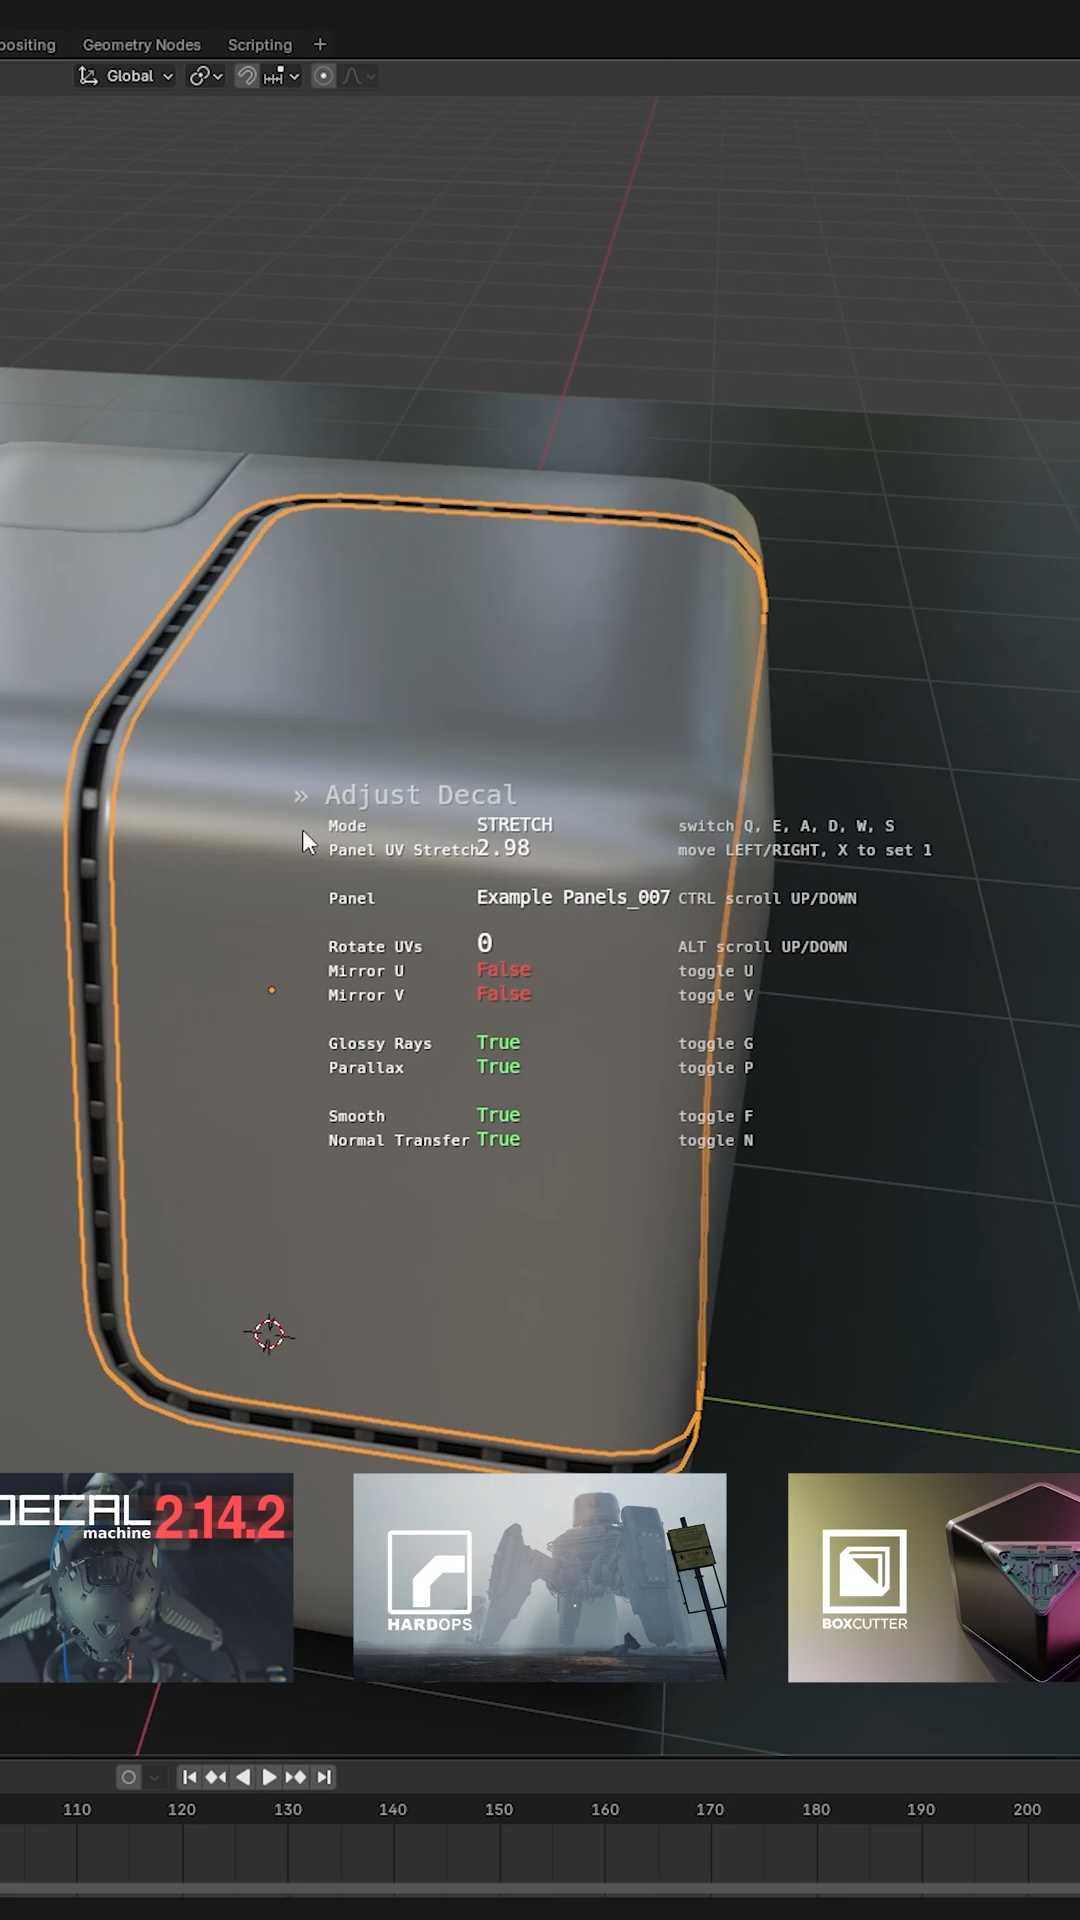 positing Geometry Nodes Scripting +
Global
» Adjust Decal
Mode STRETCH switch Q, E, A, D, W, S
Panel UV Stretch 2.98 move LEFT/RIGHT, X to set 1
Panel Example Panels_007 CTRL scroll UP/DOWN
Rotate UVs 0 ALT scroll UP/DOWN
Mirror U False toggle U
Mirror V False toggle V
Glossy Rays True toggle G
Parallax True toggle P
Smooth True toggle F
Normal Transfer True toggle N
DECAL
machine 2.14.2
HARDOPS
BOXCUTTER
110 120 130 140 150 160 170 180 190 200